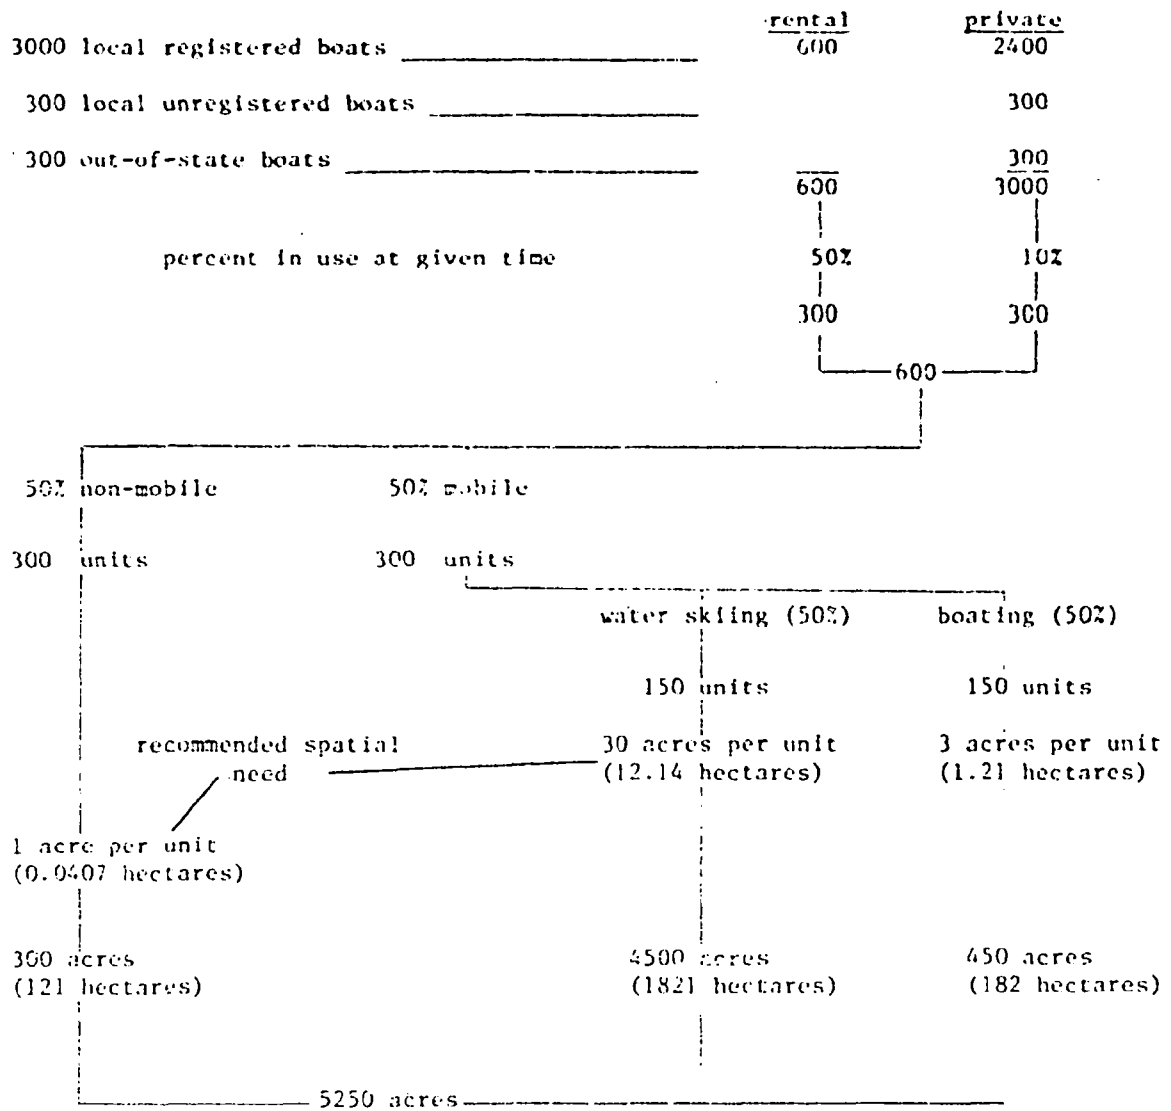 rental private
3000 local registered boats 600 2400
300 local unregistered boats 300
300 out-of-state boats 300
600 3000
percent in use at given time 50% 10%
300 300
600
50% non-mobile 50% mobile
300 units 300 units
water skiing (50%) boating (50%)
150 units 150 units
recommended spatial 30 acres per unit 3 acres per unit
need (12.14 hectares) (1.21 hectares)
1 acre per unit
(0.0407 hectares)
300 acres 4500 acres 450 acres
(121 hectares) (1821 hectares) (182 hectares)
5250 acres